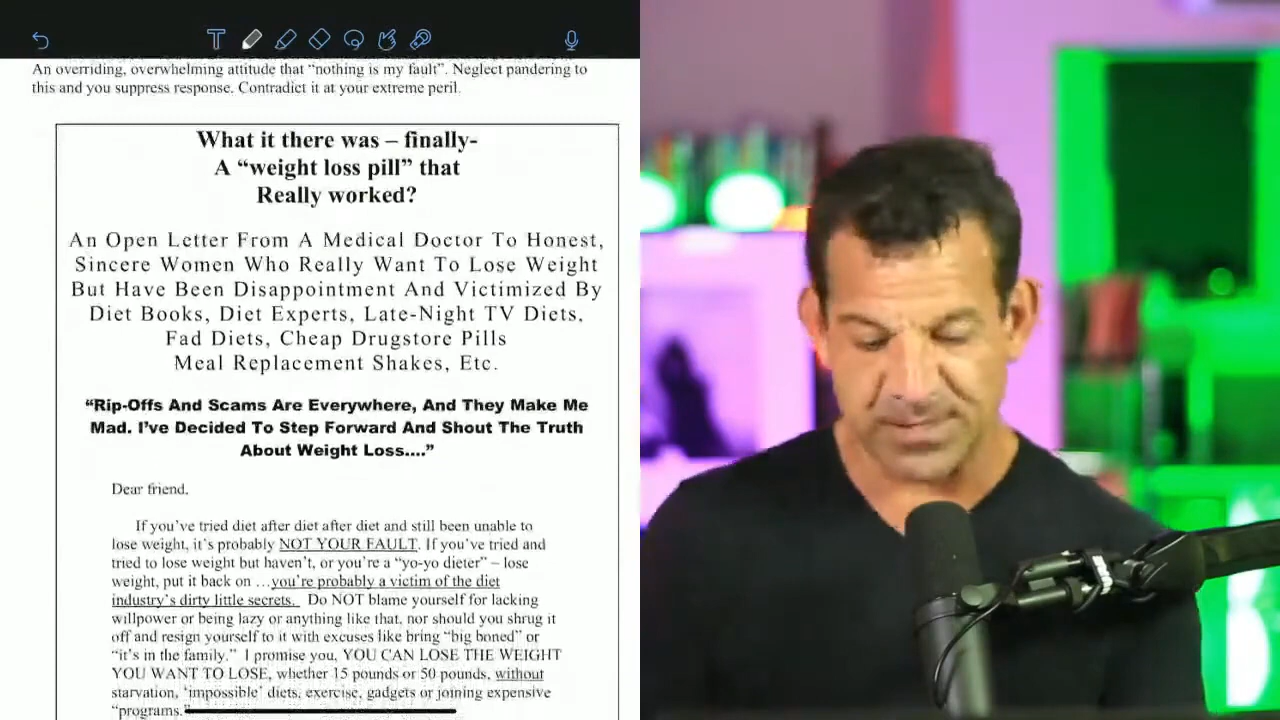 An overriding, overwhelming attitude that “nothing is my fault”. Neglect pandering to
this and you suppress response. Contradict it at your extreme peril.
What it there was – finally-
A “weight loss pill” that
Really worked?
An Open Letter From A Medical Doctor To Honest,
Sincere Women Who Really Want To Lose Weight
But Have Been Disappointment And Victimized By
Diet Books, Diet Experts, Late-Night TV Diets,
Fad Diets, Cheap Drugstore Pills
Meal Replacement Shakes, Etc.
“Rip-Offs And Scams Are Everywhere, And They Make Me
Mad. I’ve Decided To Step Forward And Shout The Truth
About Weight Loss....”
Dear friend,
If you’ve tried diet after diet after diet and still been unable to
lose weight, it’s probably NOT YOUR FAULT. If you’ve tried and
tried to lose weight but haven’t, or you’re a “yo-yo dieter” – lose
weight, put it back on …you’re probably a victim of the diet
industry’s dirty little secrets. Do NOT blame yourself for lacking
willpower or being lazy or anything like that, nor should you shrug it
off and resign yourself to it with excuses like bring “big boned” or
“it’s in the family.” I promise you, YOU CAN LOSE THE WEIGHT
YOU WANT TO LOSE, whether 15 pounds or 50 pounds, without
starvation, ‘impossible’ diets, exercise, gadgets or joining expensive
“programs.”